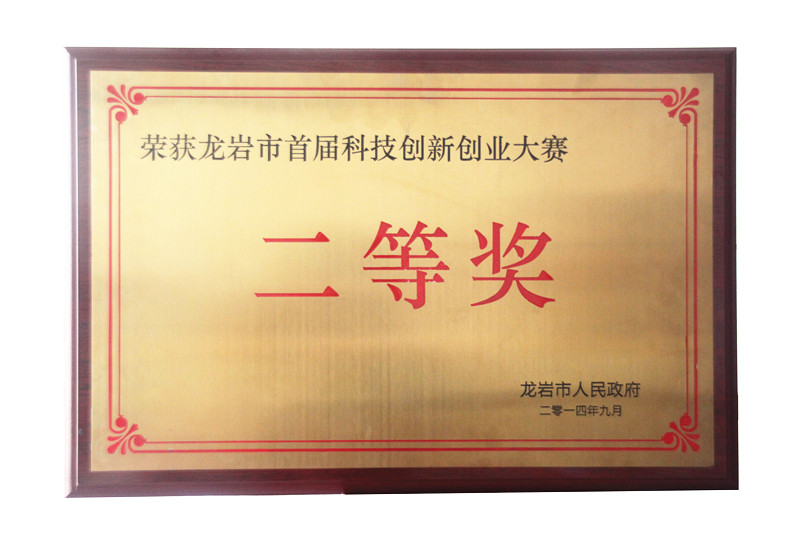 荣获龙岩市首届科技创新创业大赛
二等奖
龙岩市人民政府
二零一四年九月